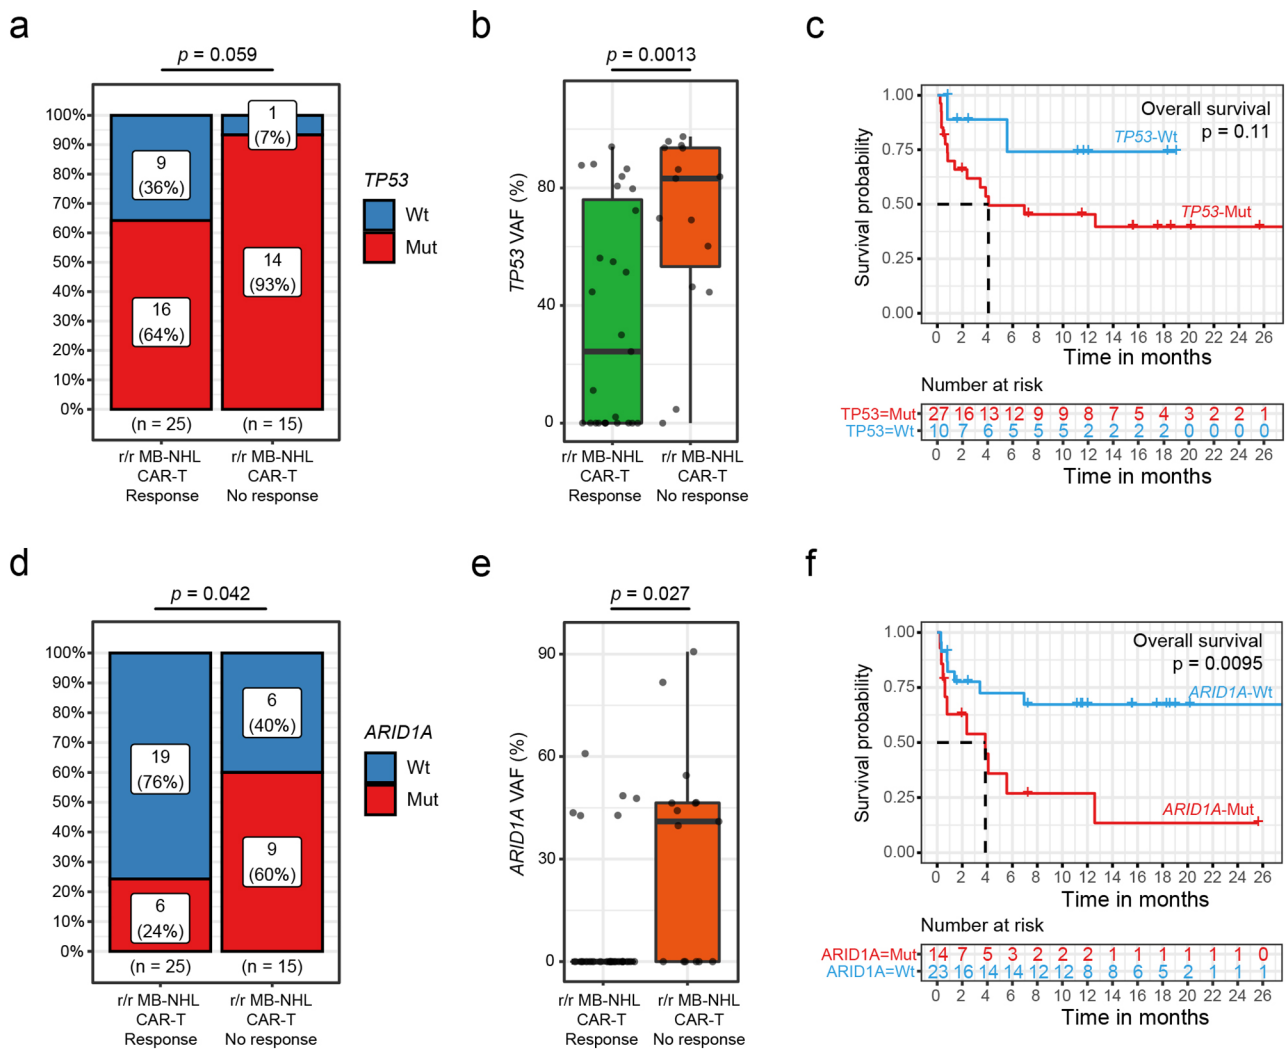 a
p = 0.059
100%
90%
80%
70%
60%
50%
40%
30%
20%
10%
0%
9
(36%)
16
(64%)
1
(7%)
14
(93%)
(n = 25)
(n = 15)
r/r MB-NHL
CAR-T
Response
r/r MB-NHL
CAR-T
No response
TP53
Wt
Mut
b
p = 0.0013
TP53 VAF (%)
80
40
0
r/r MB-NHL
CAR-T
Response
r/r MB-NHL
CAR-T
No response
c
Survival probability
1.00
0.75
0.50
0.25
0.00
Overall survival
p = 0.11
TP53-Wt
TP53-Mut
0 2 4 6 8 10 12 14 16 18 20 22 24 26
Time in months
Number at risk
TP53=Mut 27 16 13 12 9 9 8 7 5 4 3 2 2 1
TP53=Wt 10 7 6 5 5 5 2 2 2 2 0 0 0 0
0 2 4 6 8 10 12 14 16 18 20 22 24 26
Time in months
d
p = 0.042
100%
90%
80%
70%
60%
50%
40%
30%
20%
10%
0%
19
(76%)
6
(24%)
6
(40%)
9
(60%)
(n = 25)
(n = 15)
r/r MB-NHL
CAR-T
Response
r/r MB-NHL
CAR-T
No response
ARID1A
Wt
Mut
e
p = 0.027
ARID1A VAF (%)
90
60
30
0
r/r MB-NHL
CAR-T
Response
r/r MB-NHL
CAR-T
No response
f
Survival probability
1.00
0.75
0.50
0.25
0.00
Overall survival
p = 0.0095
ARID1A-Wt
ARID1A-Mut
0 2 4 6 8 10 12 14 16 18 20 22 24 26
Time in months
Number at risk
ARID1A=Mut 14 7 5 3 2 2 2 1 1 1 1 1 1 0
ARID1A=Wt 23 16 14 14 12 12 8 8 6 5 2 1 1 1
0 2 4 6 8 10 12 14 16 18 20 22 24 26
Time in months